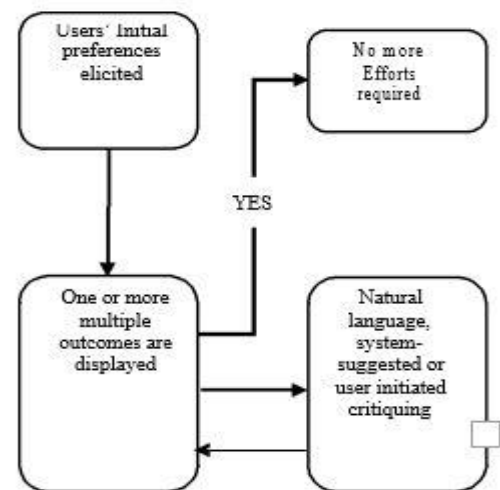 Users' Initial
preferences
elicited
No more
Efforts
required
YES
One or more
multiple
outcomes are
displayed
Natural
language,
system-
suggested or
user initiated
critiquing